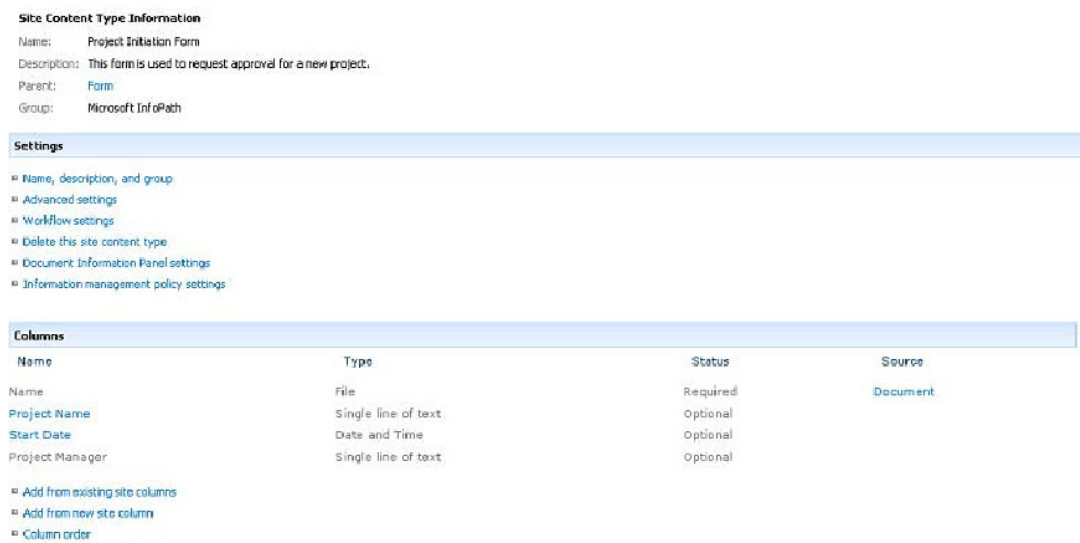 Site Content Type Information
Name: Project Initiation Form
Description: This form is used to request approval for a new project.
Parent: Form
Group: Microsoft InfoPath
Settings
Name, description, and group
Advanced settings
Workflow settings
Delete this site content type
Document Information Panel settings
Information management policy settings
Columns
Name Type Status Source
Name File Required Document
Project Name Single line of text Optional
Start Date Date and Time Optional
Project Manager Single line of text Optional
Add from existing site columns
Add from new site column
Column order